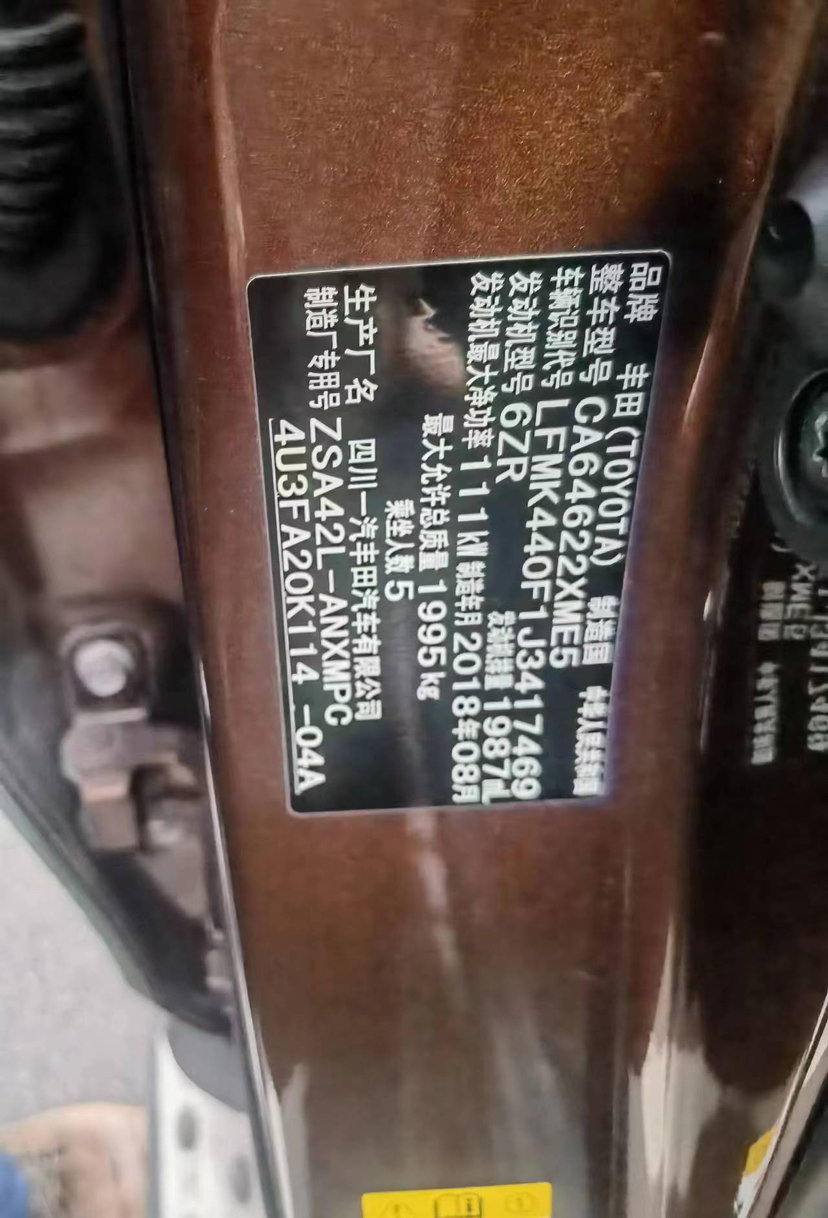 品牌 丰田(TOYOTA) 制造国 中华人民共和国
整车型号 CA64622XME5
车辆识别代号 LFMK440F1J3417469
发动机型号 6ZR 发动机排量 1987mL
发动机最大净功率 111kW 制造年月 2018年08月
最大允许总质量 1995kg
乘坐人数 5
生产厂名 四川一汽丰田汽车有限公司
制造厂专用号 ZSA42L-ANXMPC
4U3FA20K114 -04A